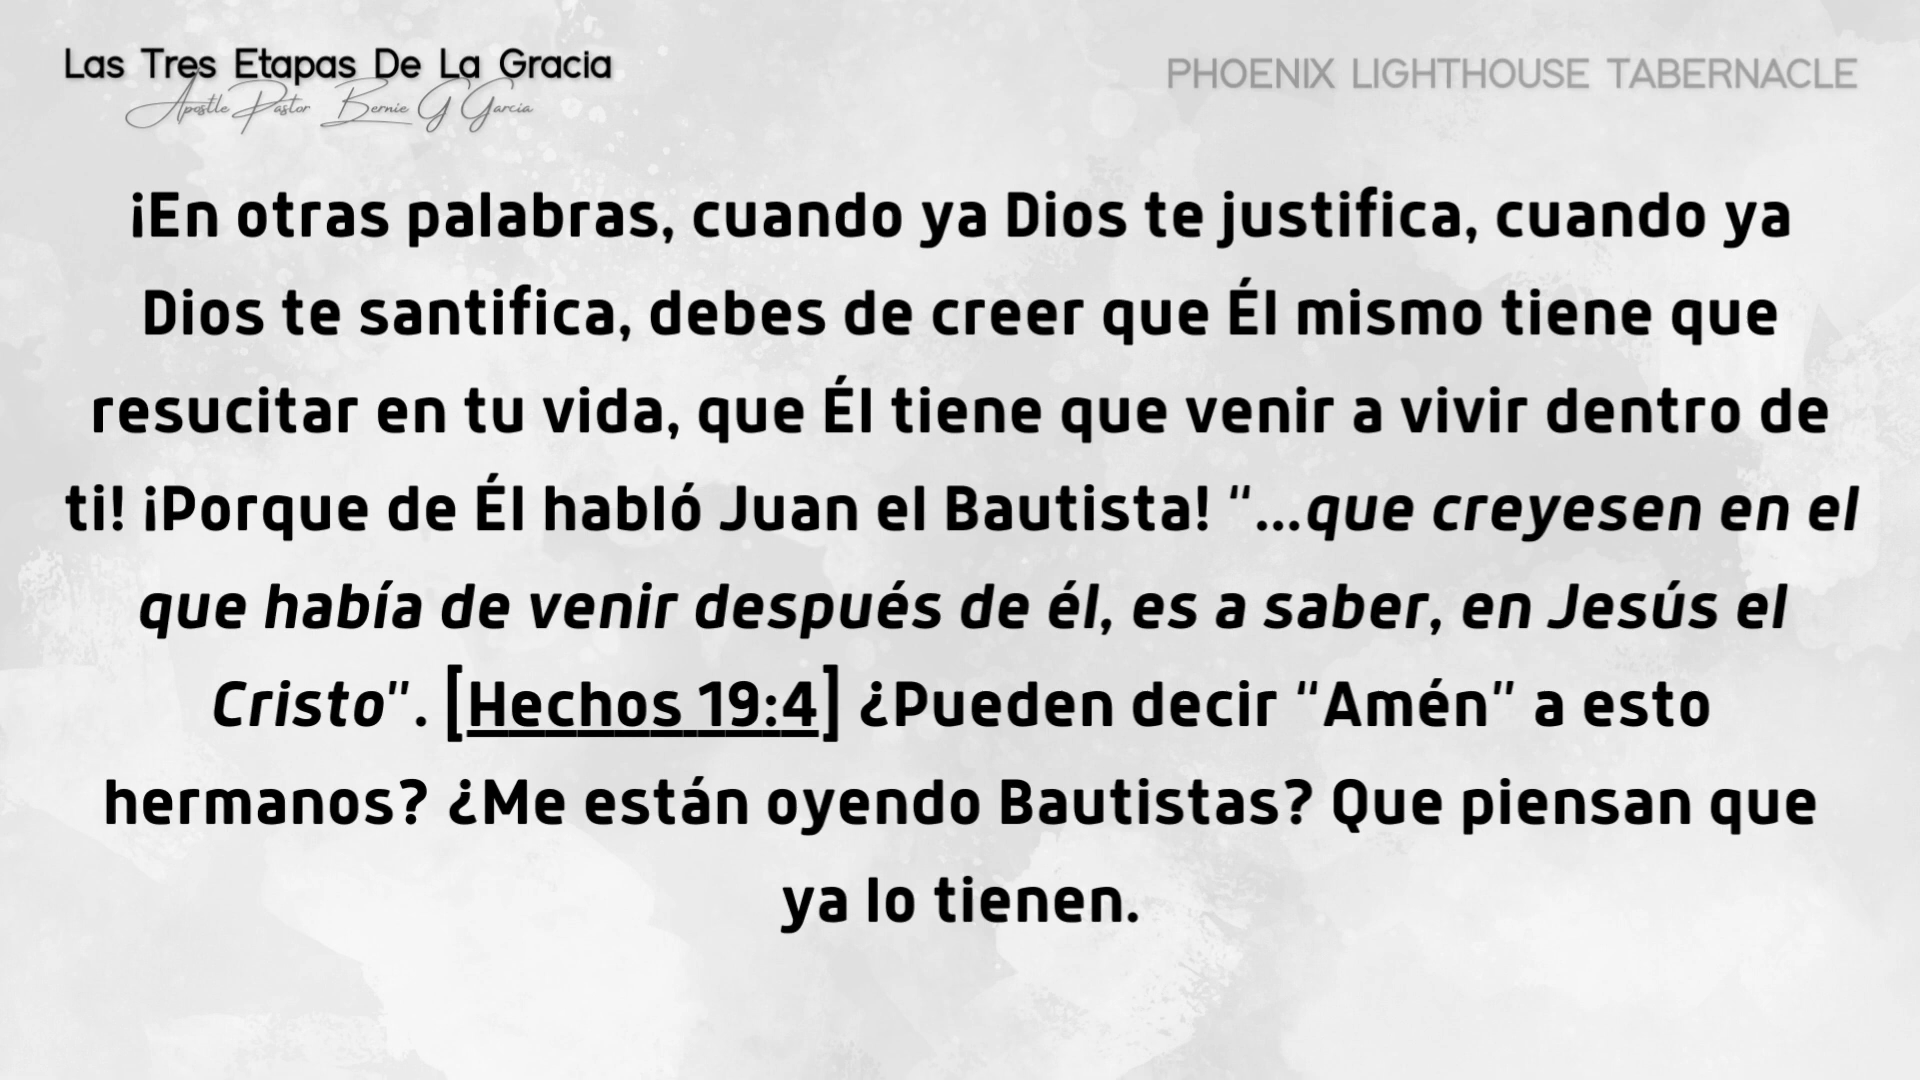 Las Tres Etapas De La Gracia
Apostle Pastor Bernie G Garcia
PHOENIX LIGHTHOUSE TABERNACLE
¡En otras palabras, cuando ya Dios te justifica, cuando ya
Dios te santifica, debes de creer que Él mismo tiene que
resucitar en tu vida, que Él tiene que venir a vivir dentro de
ti! ¡Porque de Él habló Juan el Bautista! “...que creyesen en el
que había de venir después de él, es a saber, en Jesús el
Cristo”. [Hechos 19:4] ¿Pueden decir “Amén” a esto
hermanos? ¿Me están oyendo Bautistas? Que piensan que
ya lo tienen.